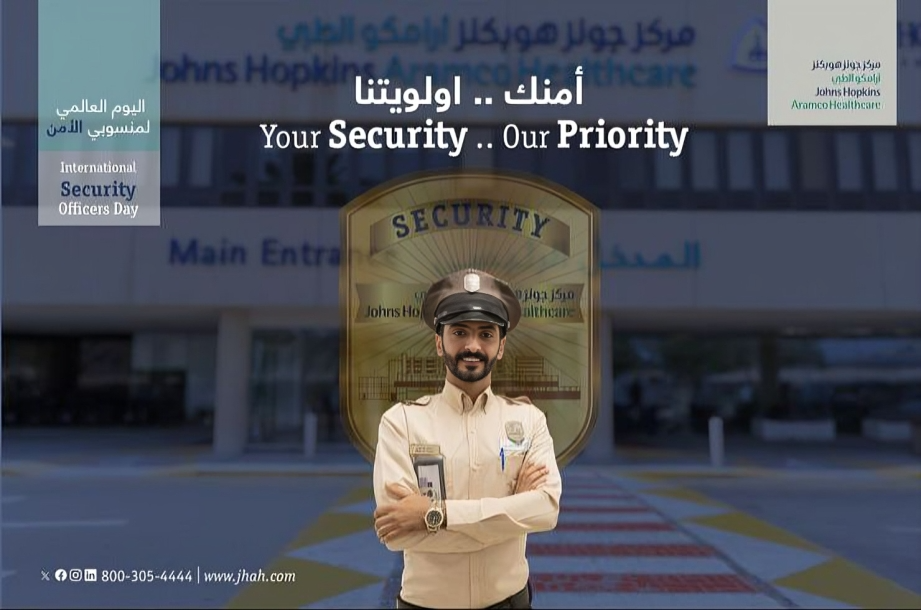 مركز جونز هوبكنز أرامكو الطبي
Johns Hopkins Aramco Healthcare
مركز جونز هوبكنز
أرامكو الطبي
Johns Hopkins
Aramco Healthcare
اليوم العالمي
لمنسوبي الأمن
International
Security
Officers Day
أمنك .. اولويتنا
Your Security .. Our Priority
SECURITY
مركز جونز
Johns Ho althcare
Main Entran المدخل
800-305-4444 | www.jhah.com